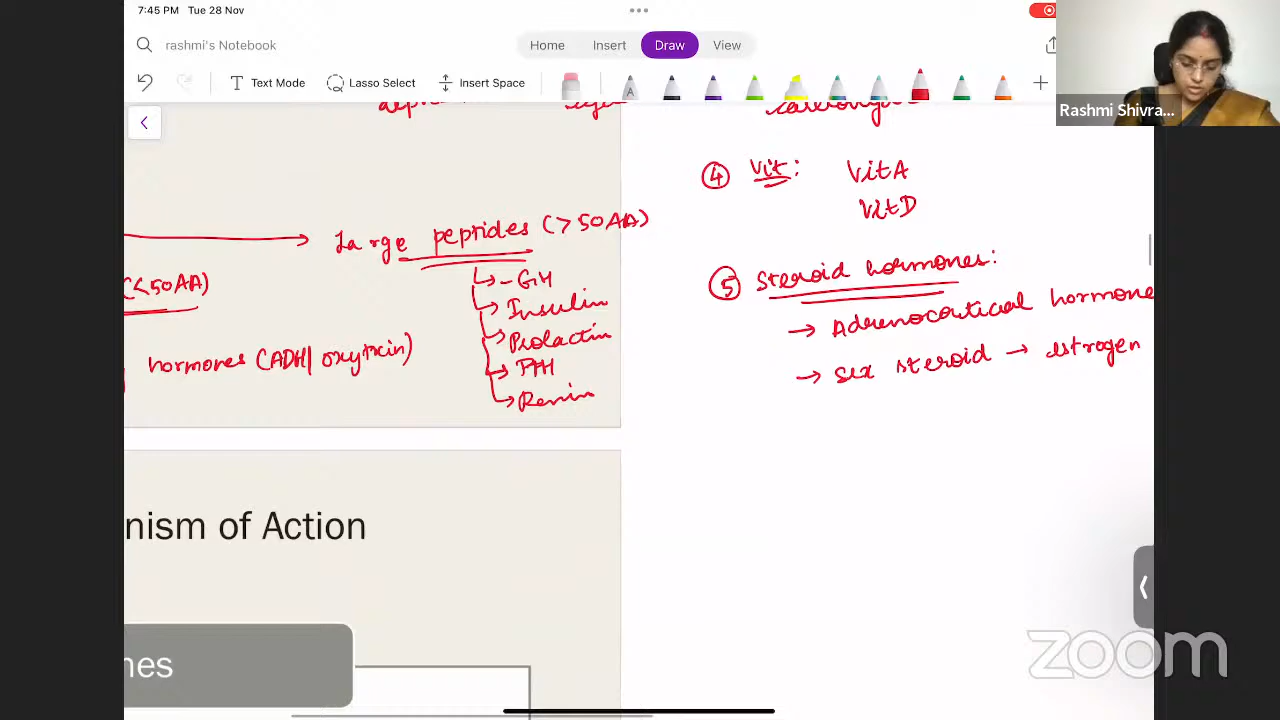 7:45 PM Tue 28 Nov
rashmi's Notebook
Home Insert Draw View
Text Mode Lasso Select Insert Space
Rashmi Shivra...
Large peptides (>50AA)
(<50AA)
- GH
Insulin
Prolactin
PTH
Renin
hormones (ADH/oxytocin)
④ Vit: Vit A
Vit D
⑤ Steroid hormones:
→ Adrenocortical hormone
→ Sex steroid → estrogen
nism of Action
nes
zoom